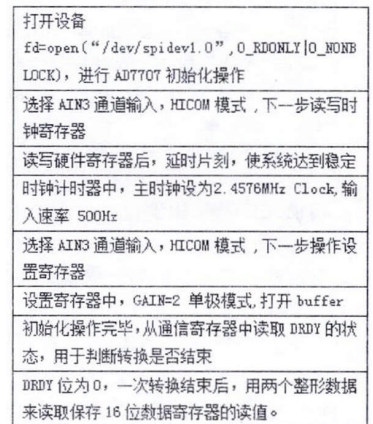 打开设备
fd=open("/dev/spidev1.0",O_RDONLY|O_NONB
LOCK), 进行 AD7707 初始化操作
选择 AIN3 通道输入, HICOM 模式 ,下一步读写时
钟寄存器
读写硬件寄存器后, 延时片刻, 使系统达到稳定
时钟计时器中, 主时钟设为2.4576MHz Clock,输
入速率 500Hz
选择 AIN3 通道输入, HICOM 模式 ,下一步操作设
置寄存器
设置寄存器中, GAIN=2 单极模式,打开 buffer
初始化操作完毕,从通信寄存器中读取 DRDY 的状
态, 用于判断转换是否结束
DRDY 位为0, 一次转换结束后, 用两个整形数据
来读取保存 16 位数据寄存器的读值。